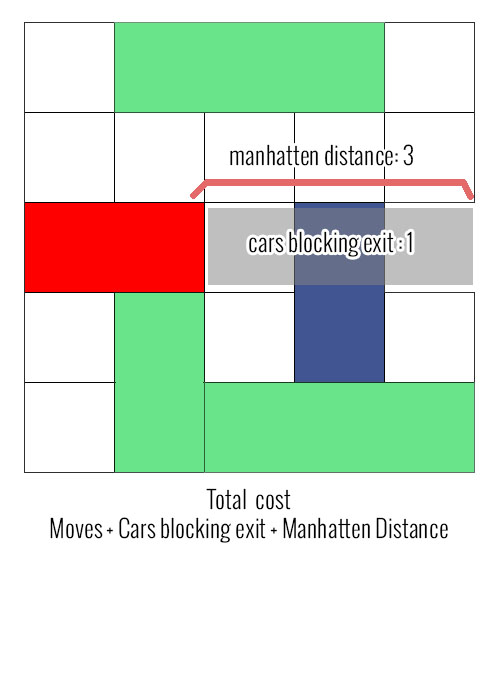 manhatten distance: 3
cars blocking exit : 1
Total cost
Moves + Cars blocking exit + Manhatten Distance